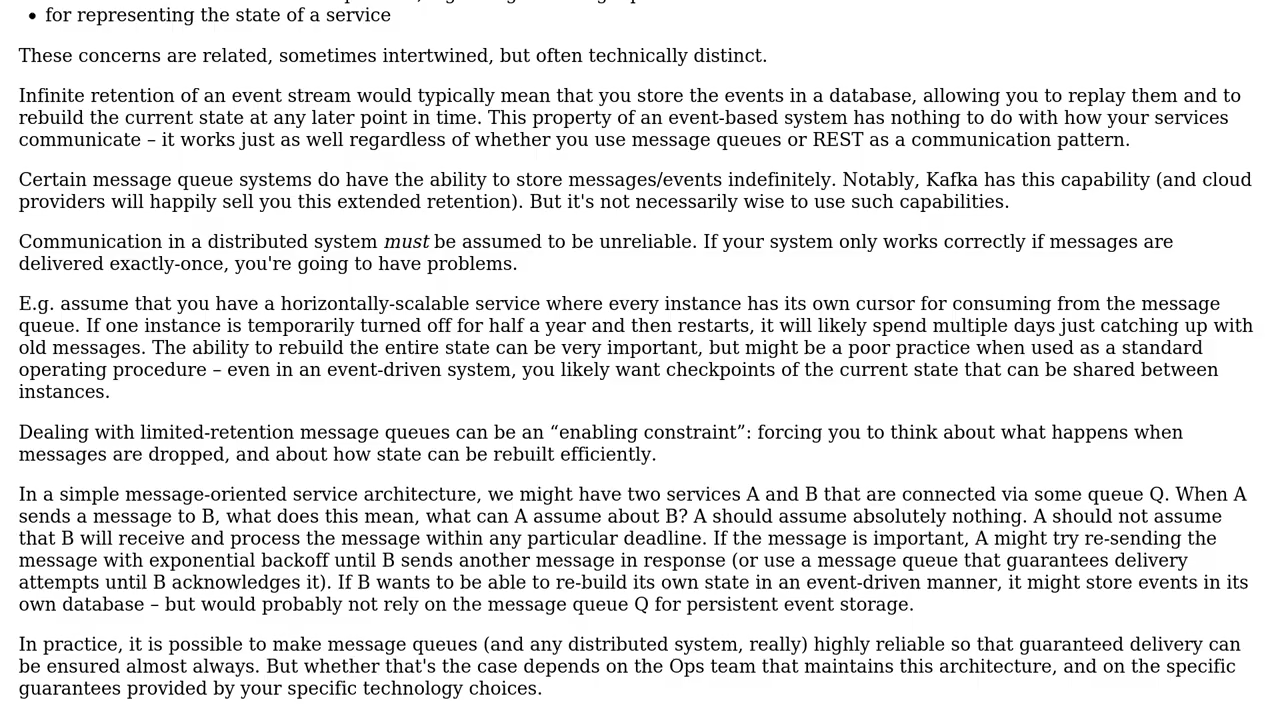 • for representing the state of a service
These concerns are related, sometimes intertwined, but often technically distinct.
Infinite retention of an event stream would typically mean that you store the events in a database, allowing you to replay them and to
rebuild the current state at any later point in time. This property of an event-based system has nothing to do with how your services
communicate – it works just as well regardless of whether you use message queues or REST as a communication pattern.
Certain message queue systems do have the ability to store messages/events indefinitely. Notably, Kafka has this capability (and cloud
providers will happily sell you this extended retention). But it's not necessarily wise to use such capabilities.
Communication in a distributed system must be assumed to be unreliable. If your system only works correctly if messages are
delivered exactly-once, you're going to have problems.
E.g. assume that you have a horizontally-scalable service where every instance has its own cursor for consuming from the message
queue. If one instance is temporarily turned off for half a year and then restarts, it will likely spend multiple days just catching up with
old messages. The ability to rebuild the entire state can be very important, but might be a poor practice when used as a standard
operating procedure – even in an event-driven system, you likely want checkpoints of the current state that can be shared between
instances.
Dealing with limited-retention message queues can be an “enabling constraint”: forcing you to think about what happens when
messages are dropped, and about how state can be rebuilt efficiently.
In a simple message-oriented service architecture, we might have two services A and B that are connected via some queue Q. When A
sends a message to B, what does this mean, what can A assume about B? A should assume absolutely nothing. A should not assume
that B will receive and process the message within any particular deadline. If the message is important, A might try re-sending the
message with exponential backoff until B sends another message in response (or use a message queue that guarantees delivery
attempts until B acknowledges it). If B wants to be able to re-build its own state in an event-driven manner, it might store events in its
own database – but would probably not rely on the message queue Q for persistent event storage.
In practice, it is possible to make message queues (and any distributed system, really) highly reliable so that guaranteed delivery can
be ensured almost always. But whether that's the case depends on the Ops team that maintains this architecture, and on the specific
guarantees provided by your specific technology choices.